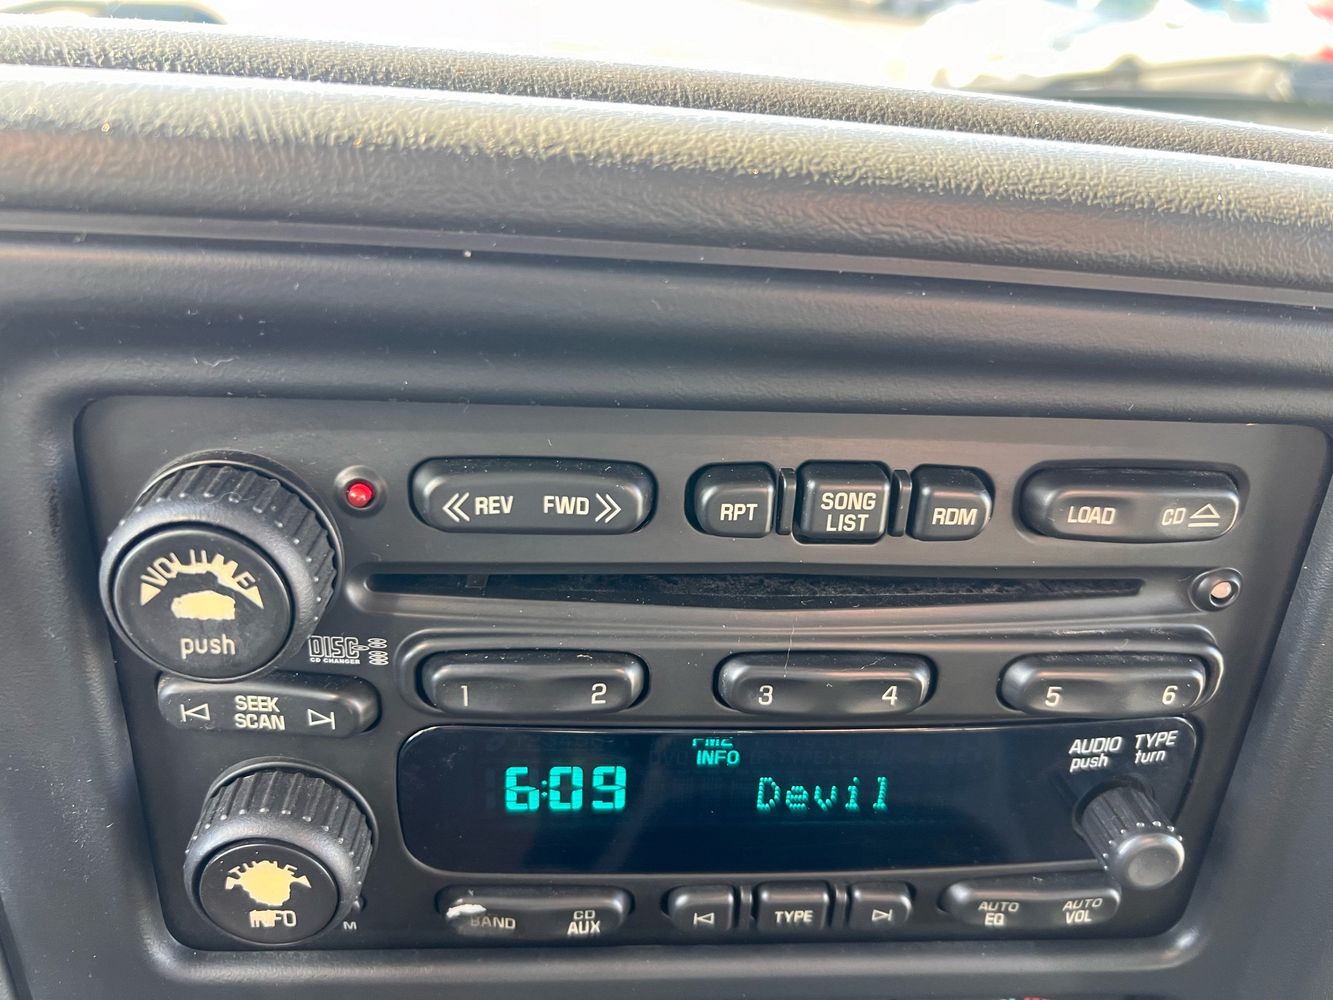 REV FWD
RPT
SONG
LIST
RDM
LOAD CD
VOLUME
push
DISC
CD CHANGER
SEEK
SCAN
1 2
3 4
5 6
FM2
INFO
6:09
Devil
AUDIO TYPE
push turn
TUNE
INFO
BAND
CD
AUX
TYPE
AUTO
EQ
AUTO
VOL